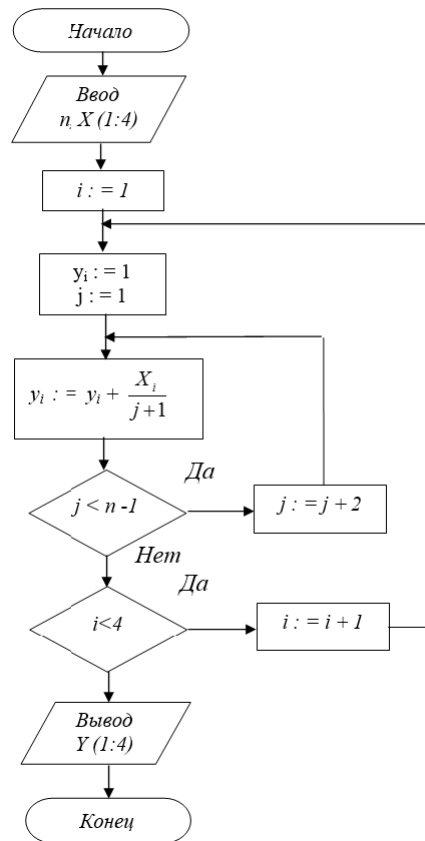 Начало
Ввод
n, X (1:4)
i : = 1
yᵢ : = 1
j : = 1
yᵢ : = yᵢ + Xᵢ / j+1
Да
j < n -1
j : = j + 2
Нет
Да
i<4
i : = i + 1
Вывод
Y (1:4)
Конец